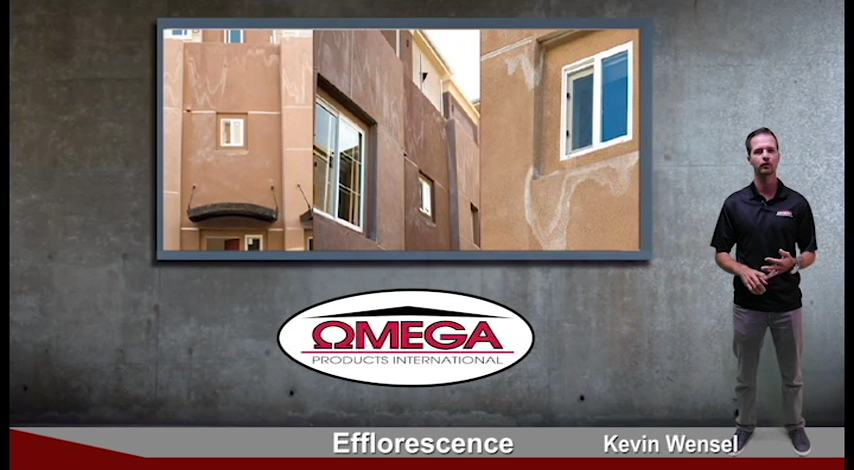 ΩMEGA
PRODUCTS INTERNATIONAL
Efflorescence
Kevin Wensel